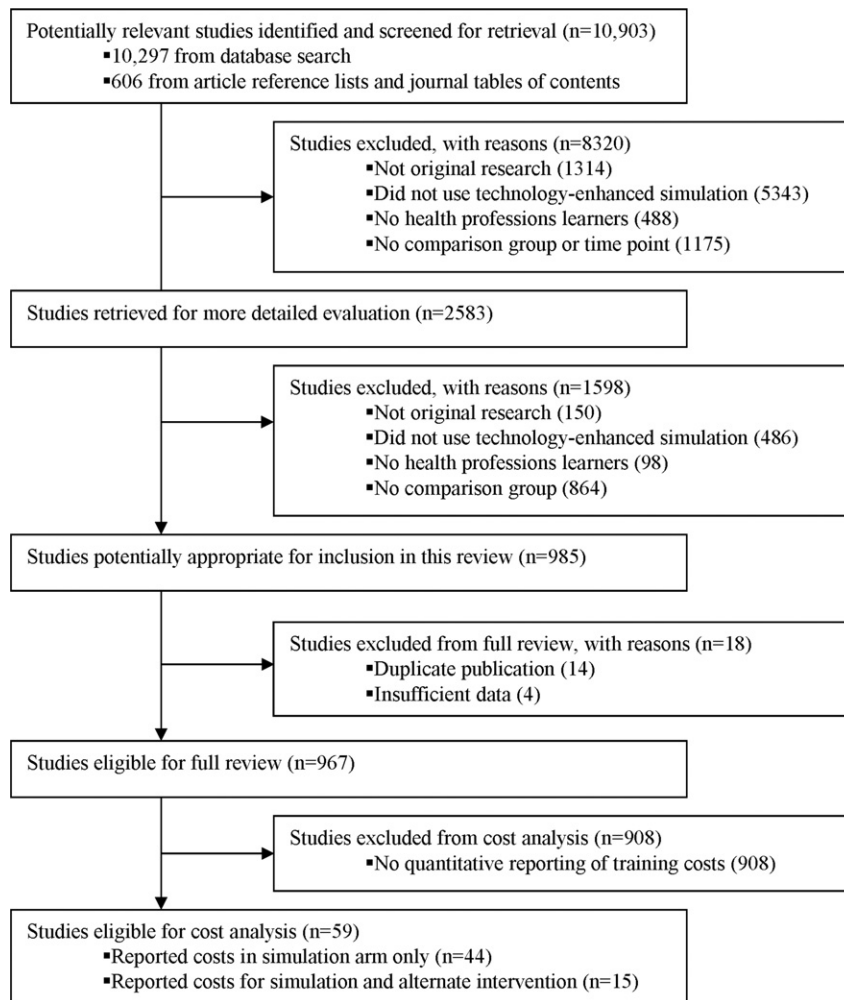 Potentially relevant studies identified and screened for retrieval (n=10,903)
▪10,297 from database search
▪606 from article reference lists and journal tables of contents
Studies excluded, with reasons (n=8320)
▪Not original research (1314)
▪Did not use technology-enhanced simulation (5343)
▪No health professions learners (488)
▪No comparison group or time point (1175)
Studies retrieved for more detailed evaluation (n=2583)
Studies excluded, with reasons (n=1598)
▪Not original research (150)
▪Did not use technology-enhanced simulation (486)
▪No health professions learners (98)
▪No comparison group (864)
Studies potentially appropriate for inclusion in this review (n=985)
Studies excluded from full review, with reasons (n=18)
▪Duplicate publication (14)
▪Insufficient data (4)
Studies eligible for full review (n=967)
Studies excluded from cost analysis (n=908)
▪No quantitative reporting of training costs (908)
Studies eligible for cost analysis (n=59)
▪Reported costs in simulation arm only (n=44)
▪Reported costs for simulation and alternate intervention (n=15)